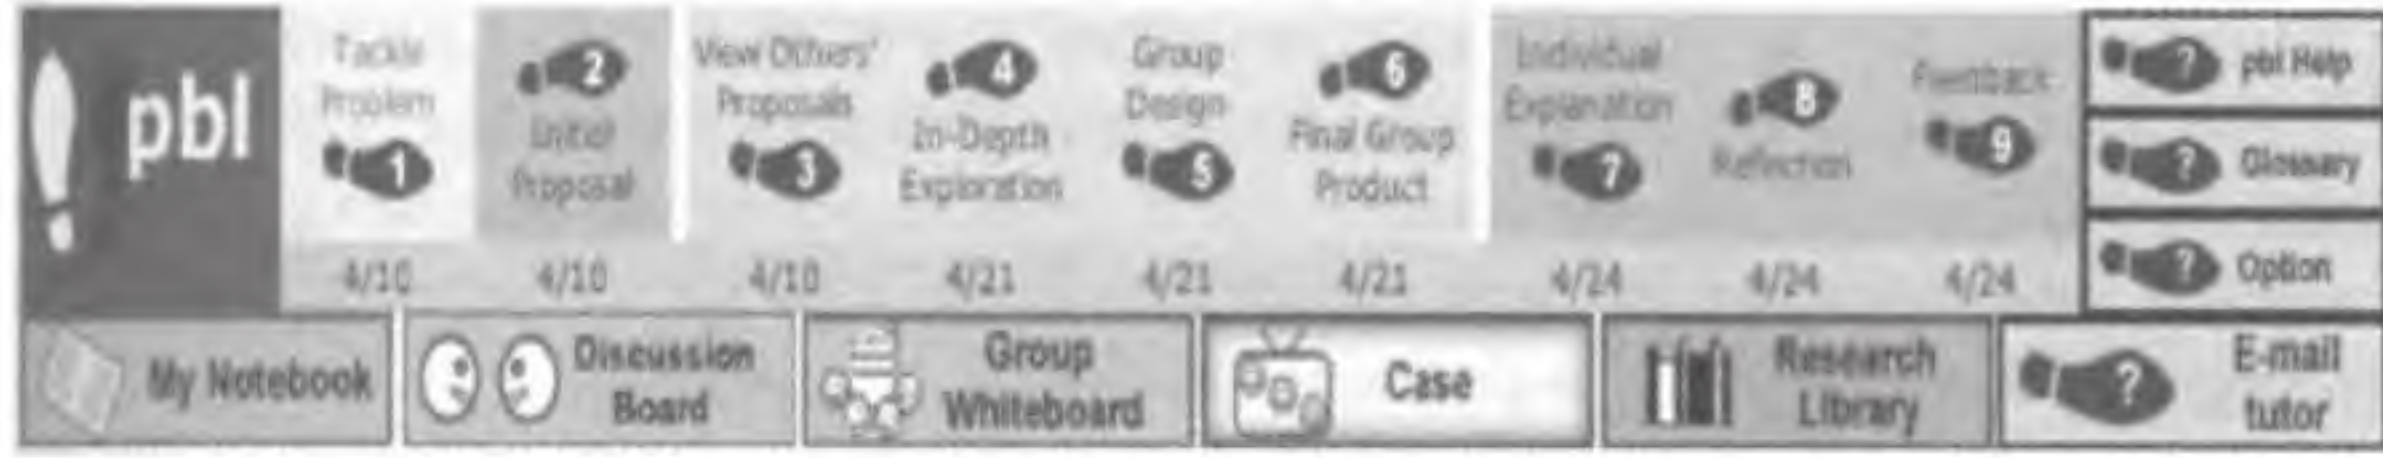 pbl
Tackle
Problem
1
2
Initial
Proposal
View Others'
Proposals
3
4
In-Depth
Exploration
Group
Design
5
6
Final Group
Product
Individual
Explanation
7
8
Reflection
Feedback
9
4/10
4/10
4/10
4/21
4/21
4/21
4/24
4/24
4/24
? pbl Help
? Glossary
? Option
My Notebook
Discussion
Board
Group
Whiteboard
Case
Research
Library
?
E-mail
tutor